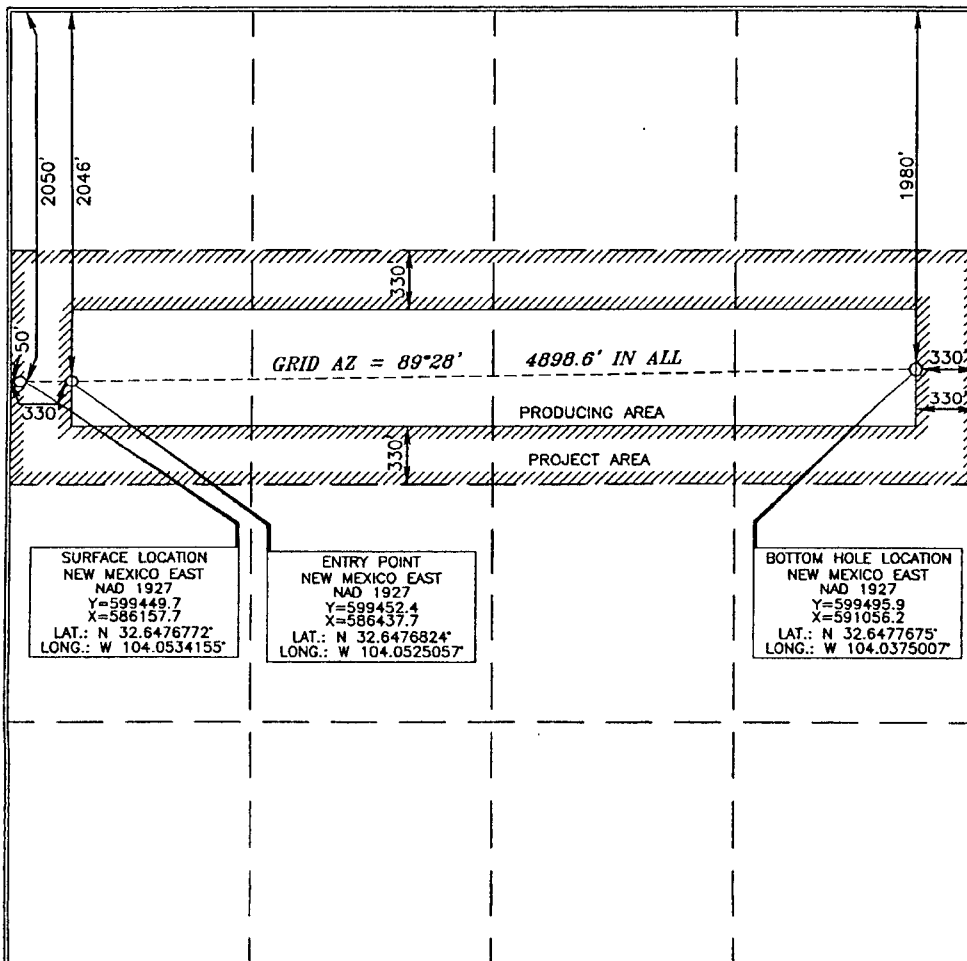 2050'
2046'
1980'
330'
50'
GRID AZ = 89°28' 4898.6' IN ALL
330'
330'
330'
PRODUCING AREA
330'
PROJECT AREA
SURFACE LOCATION
NEW MEXICO EAST
NAD 1927
Y=599449.7
X=586157.7
LAT.: N 32.6476772°
LONG.: W 104.0534155°
ENTRY POINT
NEW MEXICO EAST
NAD 1927
Y=599452.4
X=586437.7
LAT.: N 32.6476824°
LONG.: W 104.0525057°
BOTTOM HOLE LOCATION
NEW MEXICO EAST
NAD 1927
Y=599495.9
X=591056.2
LAT.: N 32.6477675°
LONG.: W 104.0375007°